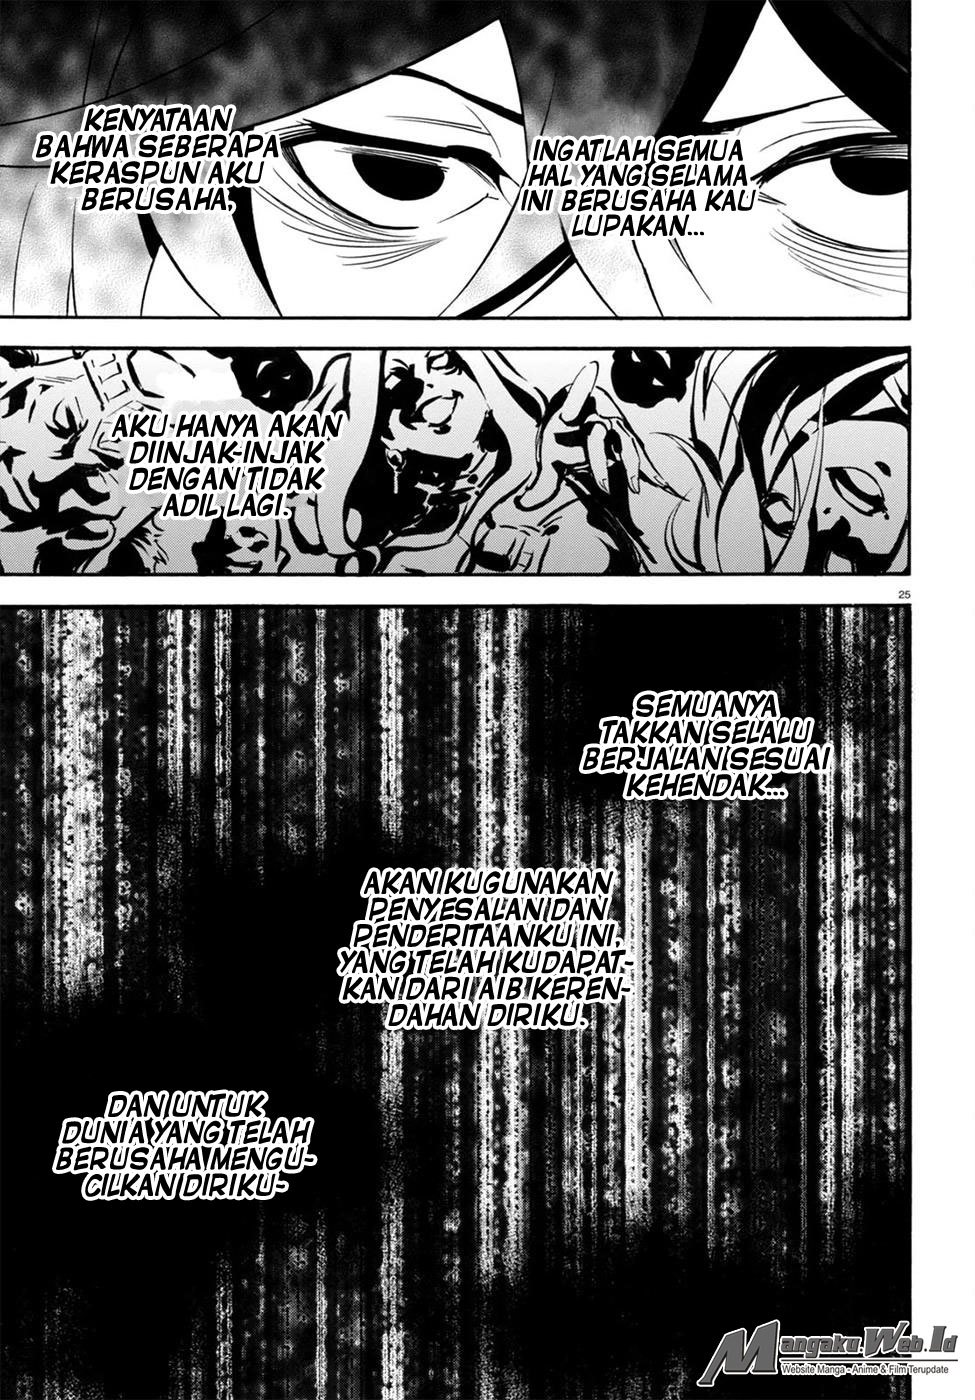 INGATLAH SEMUA
HAL YANG SELAMA
INI BERUSAHA KAU
LUPAKAN...
KENYATAAN
BAHWA SEBERAPA
KERASPUN AKU
BERUSAHA,
AKU HANYA AKAN
DIINJAK-INJAK
DENGAN TIDAK
ADIL LAGI.
25
SEMUANYA
TAKKAN SELALU
BERJALAN SESUAI
KEHENDAK...
AKAN KUGUNAKAN
PENYESALAN DAN
PENDERITAANKU INI,
YANG TELAH KUDAPAT-
KAN DARI AIB KEREN-
DAHAN DIRIKU.
DAN UNTUK
DUNIA YANG TELAH
BERUSAHA MENGU-
CILKAN DIRIKU-
Mangaku.Web.Id
Website Manga - Anime & Film Terupdate